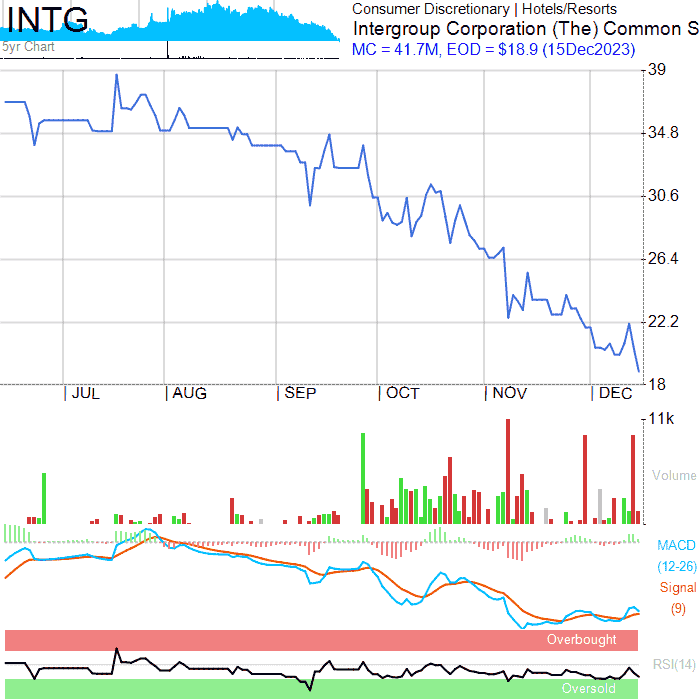 INTG
5yr Chart
Consumer Discretionary | Hotels/Resorts
Intergroup Corporation (The) Common S
MC = 41.7M, EOD = $18.9 (15Dec2023)
39
34.8
30.6
26.4
22.2
18
JUL AUG SEP OCT NOV DEC
11k
Volume
MACD
(12-26)
Signal
(9)
Overbought
RSI(14)
Oversold